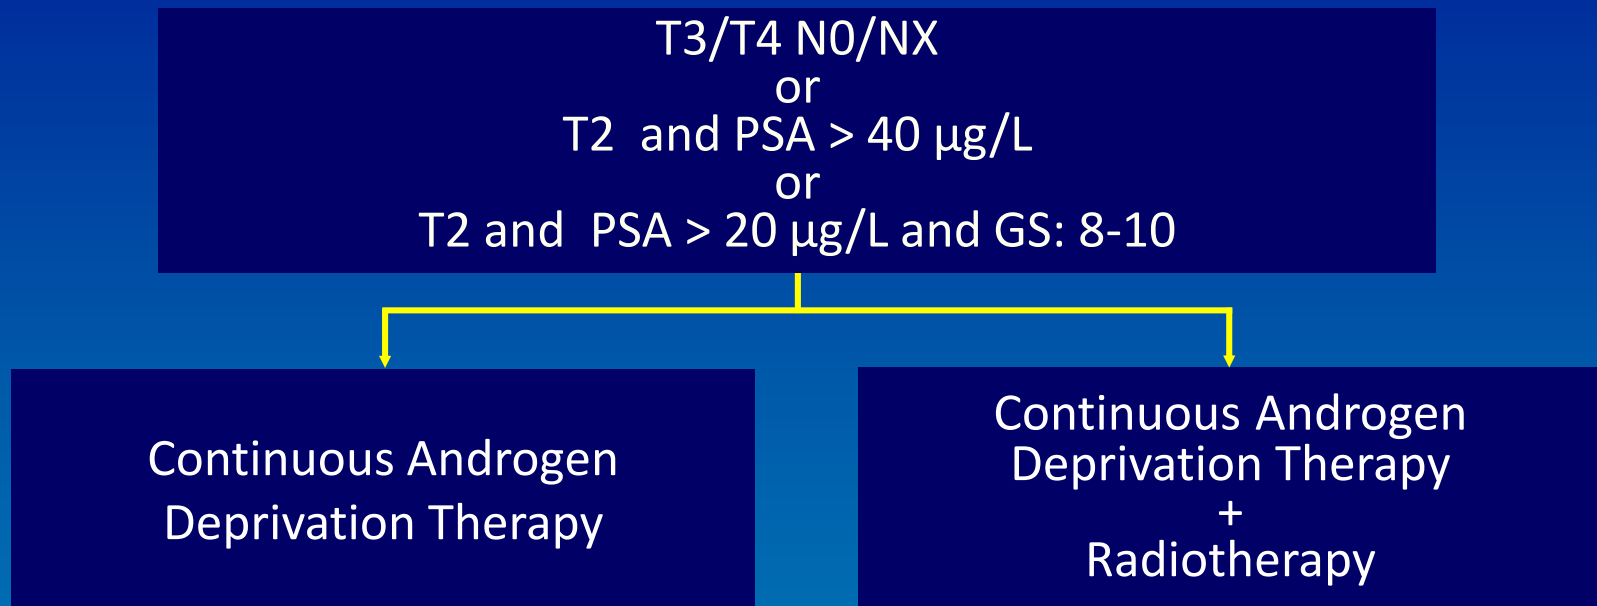 T3/T4 N0/NX
or
T2 and PSA > 40 µg/L
or
T2 and PSA > 20 µg/L and GS: 8-10
Continuous Androgen
Deprivation Therapy
Continuous Androgen
Deprivation Therapy
+
Radiotherapy